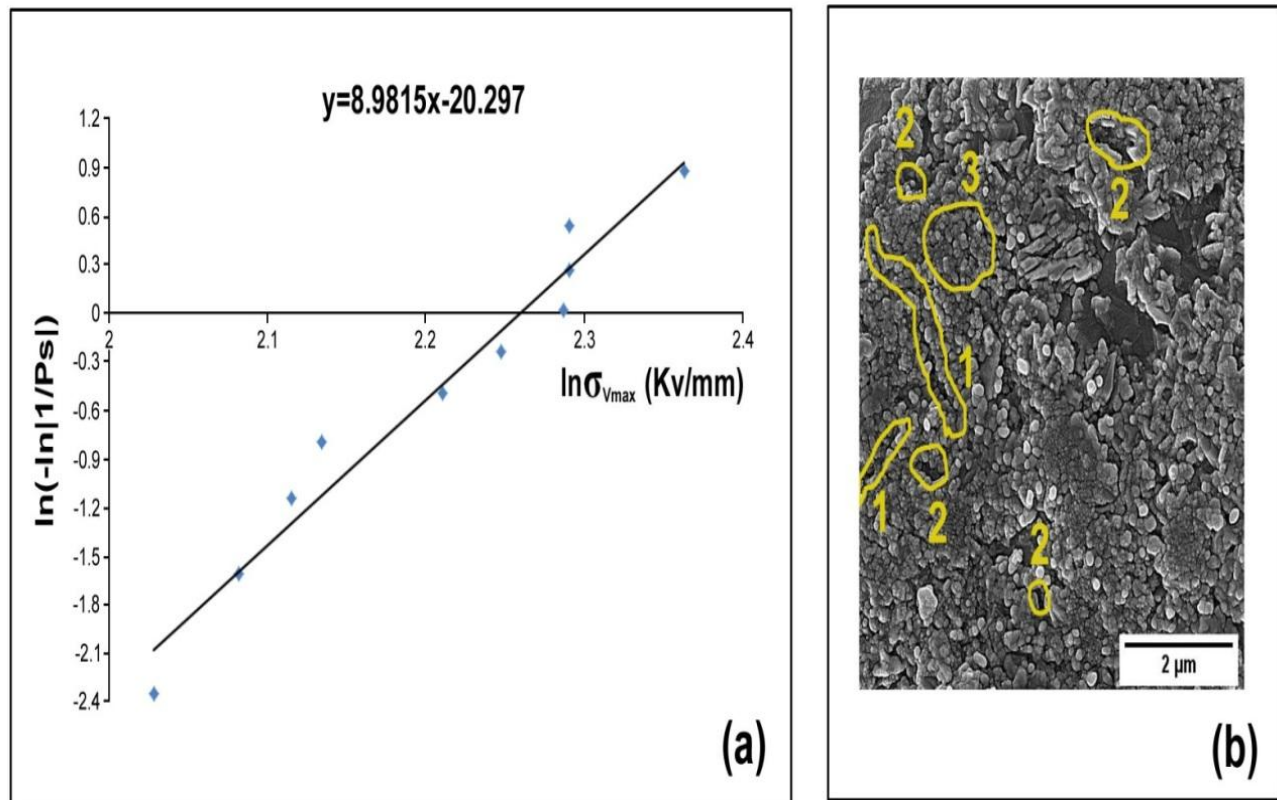 y=8.9815x-20.297
1.2
0.9
0.6
0.3
0
2 2.1 2.2 2.3 2.4
-0.3
-0.6
-0.9
-1.2
-1.5
-1.8
-2.1
-2.4
ln(-ln|1/Ps|)
lnσVmax (Kv/mm)
(a)
2
3
2
1
1
2
2
2 µm
(b)